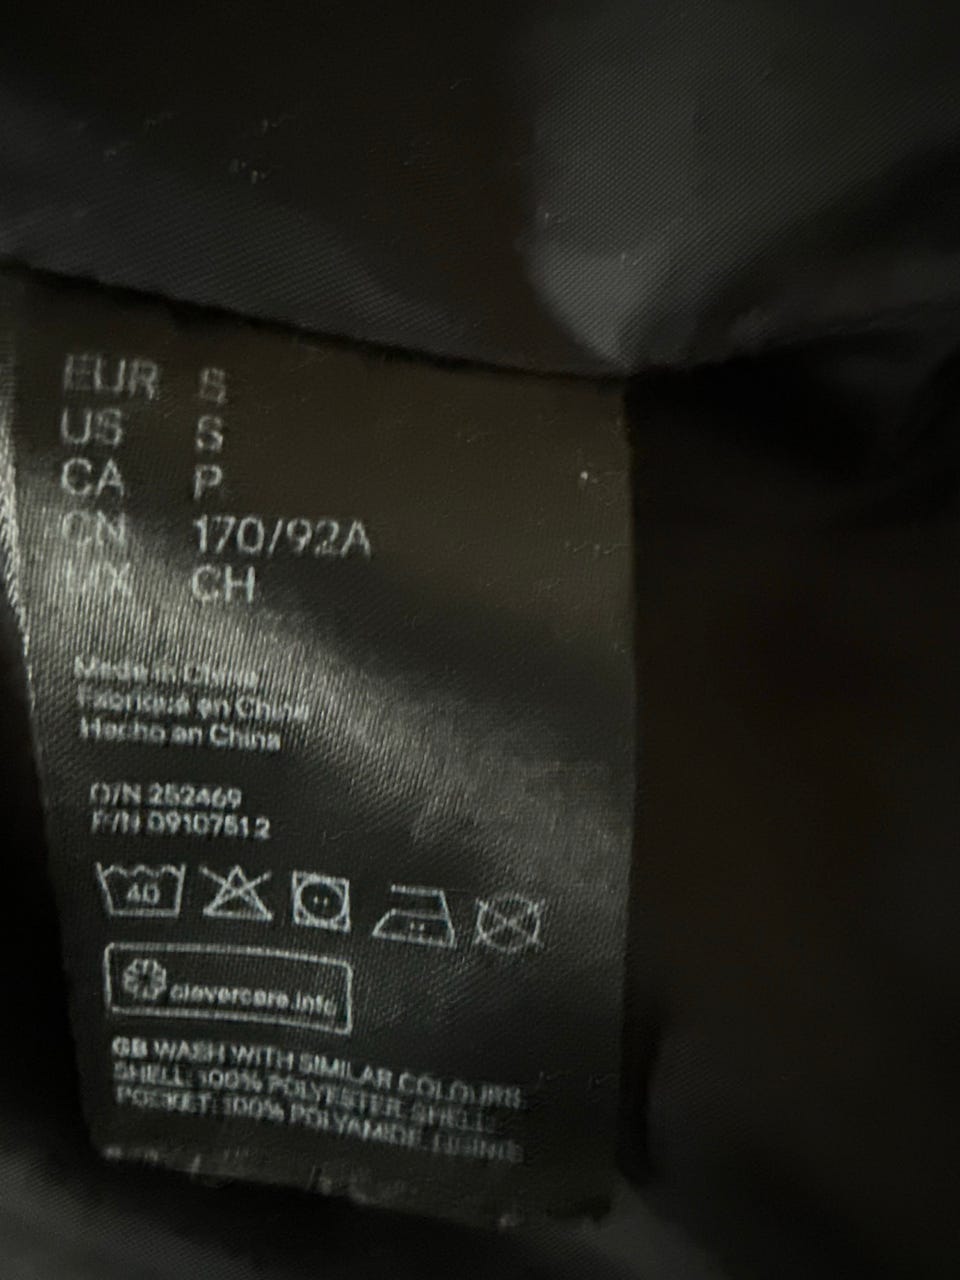 EUR S
US S
CA P
CN 170/92A
MX CH
Made in China
Fabriqué en Chine
Hecho en China
O/N 252469
P/N 09107512
40
clevercare.info
GB WASH WITH SIMILAR COLOURS
SHELL: 100% POLYESTER SHELL
POCKET: 100% POLYAMIDE LINING